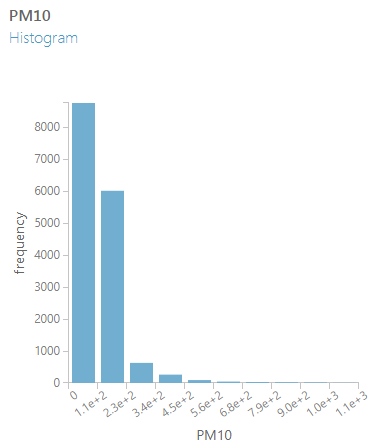 PM10
Histogram
8000
7000
6000
5000
4000
3000
2000
1000
0
frequency
0
1.1e+2
2.3e+2
3.4e+2
4.5e+2
5.6e+2
6.8e+2
7.9e+2
9.0e+2
1.0e+3
1.1e+3
PM10